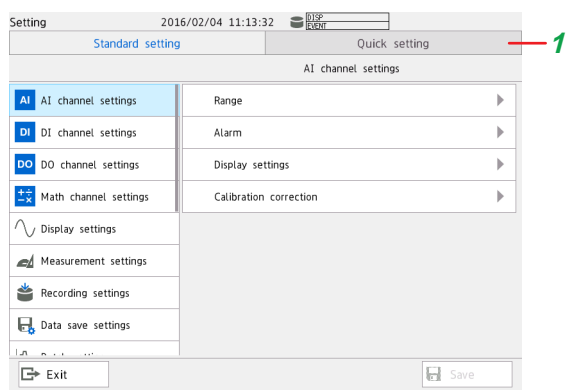 Setting 2016/02/04 11:13:32 DISP
EVENT
Standard setting Quick setting 1
AI channel settings
AI AI channel settings Range
DI DI channel settings Alarm
DO DO channel settings Display settings
Math channel settings Calibration correction
Display settings
Measurement settings
Recording settings
Data save settings
Exit Save